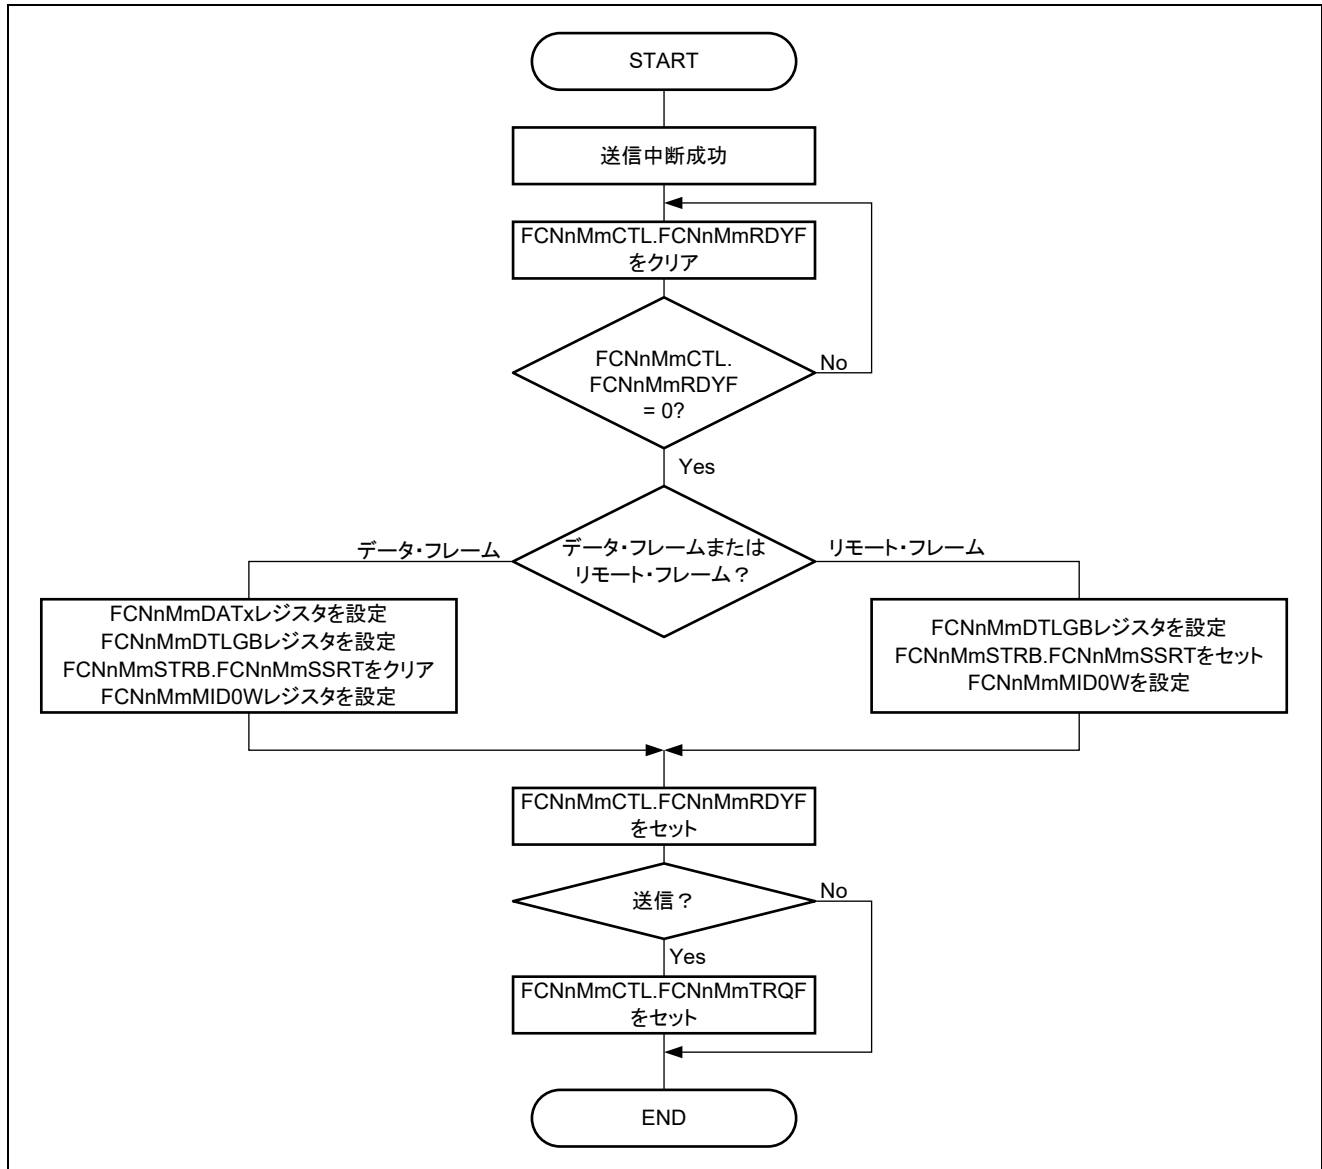 START
送信中断成功
FCNnMmCTL.FCNnMmRDYF
をクリア
FCNnMmCTL.
FCNnMmRDYF
= 0?
No
Yes
データ・フレームまたは
リモート・フレーム？
データ・フレーム
リモート・フレーム
FCNnMmDATxレジスタを設定
FCNnMmDTLGBレジスタを設定
FCNnMmSTRB.FCNnMmSSRTをクリア
FCNnMmMID0Wレジスタを設定
FCNnMmDTLGBレジスタを設定
FCNnMmSTRB.FCNnMmSSRTをセット
FCNnMmMID0Wを設定
FCNnMmCTL.FCNnMmRDYF
をセット
送信？
No
Yes
FCNnMmCTL.FCNnMmTRQF
をセット
END